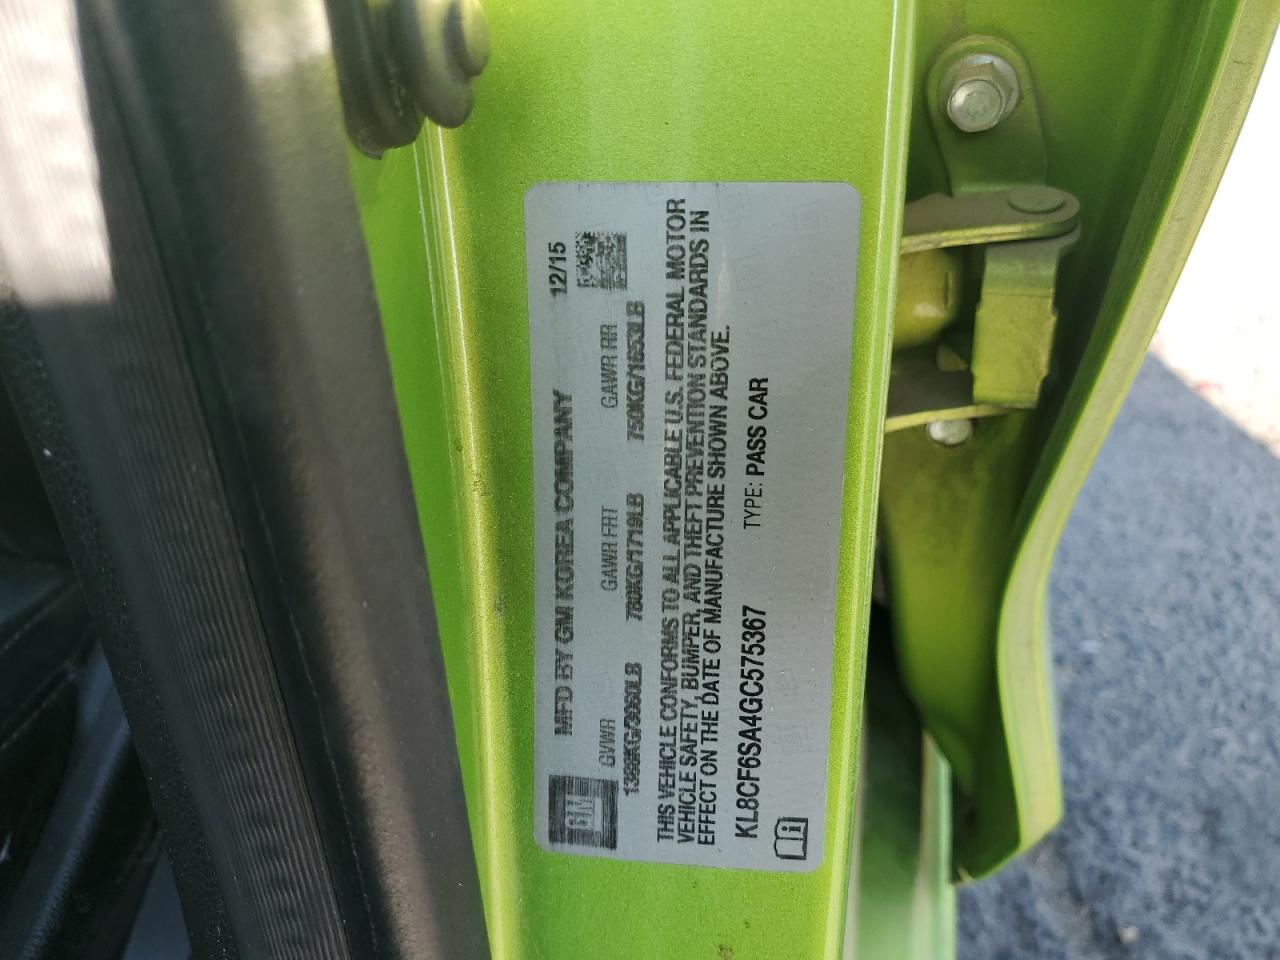 GM
MFD BY GM KOREA COMPANY 12/15
GVWR GAWR FRT GAWR RR
780KG/1719LB 750KG/1653LB
THIS VEHICLE CONFORMS TO ALL APPLICABLE U.S. FEDERAL MOTOR
VEHICLE SAFETY, BUMPER, AND THEFT PREVENTION STANDARDS IN
EFFECT ON THE DATE OF MANUFACTURE SHOWN ABOVE.
KL8CF6SA4GC575367 TYPE: PASS CAR